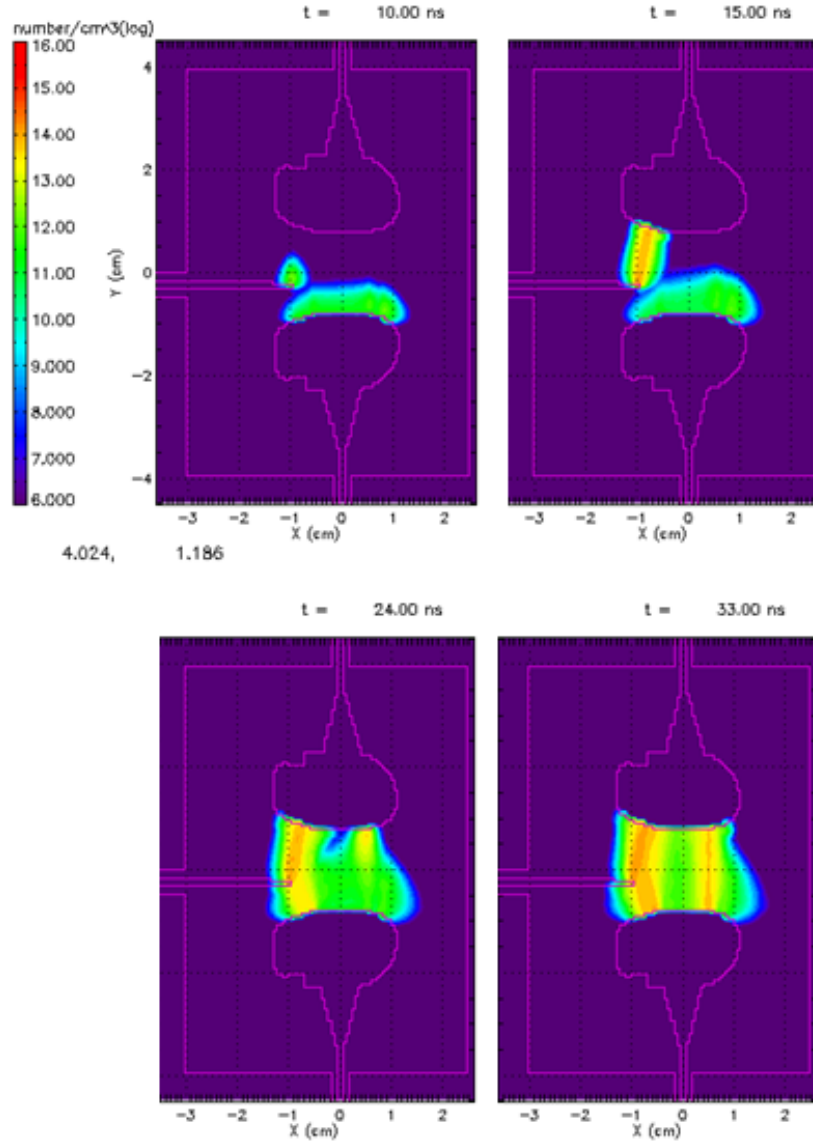 t = 10.00 ns
t = 15.00 ns
number/cm^3(log)
16.00
15.00
14.00
13.00
12.00
11.00
10.00
9.000
8.000
7.000
6.000
4
2
0
-2
-4
Y (cm)
-3 -2 -1 0 1 2
X (cm)
-3 -2 -1 0 1 2
X (cm)
4.024, 1.186
t = 24.00 ns
t = 33.00 ns
-3 -2 -1 0 1 2
X (cm)
-3 -2 -1 0 1 2
X (cm)